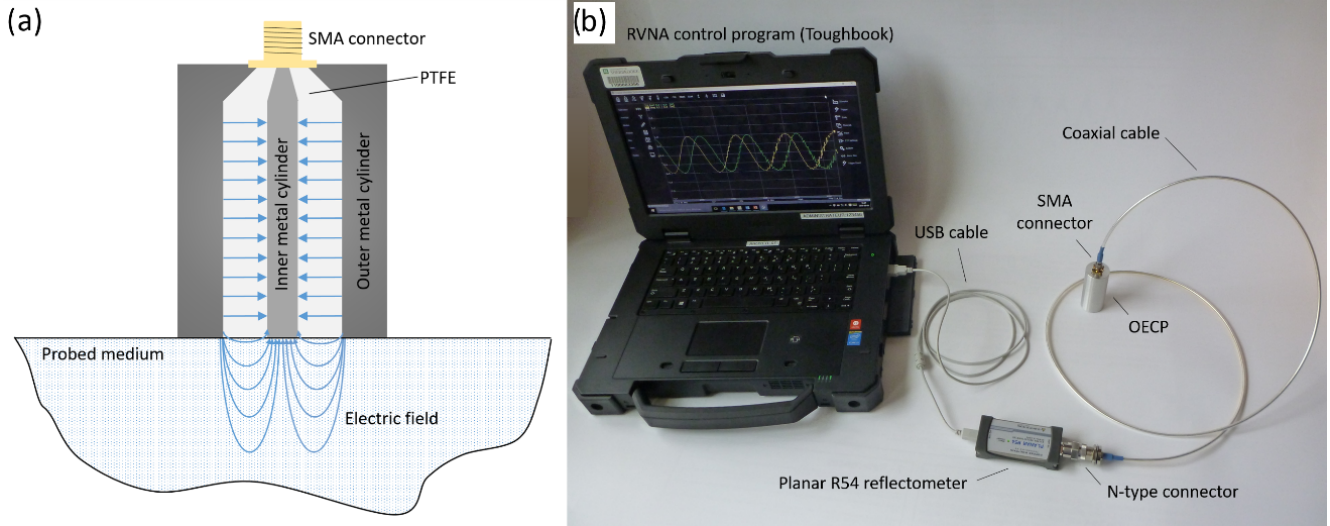 (a)
SMA connector
PTFE
Inner metal cylinder
Outer metal cylinder
Probed medium
Electric field
(b)
RVNA control program (Toughbook)
Coaxial cable
SMA
connector
USB cable
OECP
Planar R54 reflectometer
N-type connector